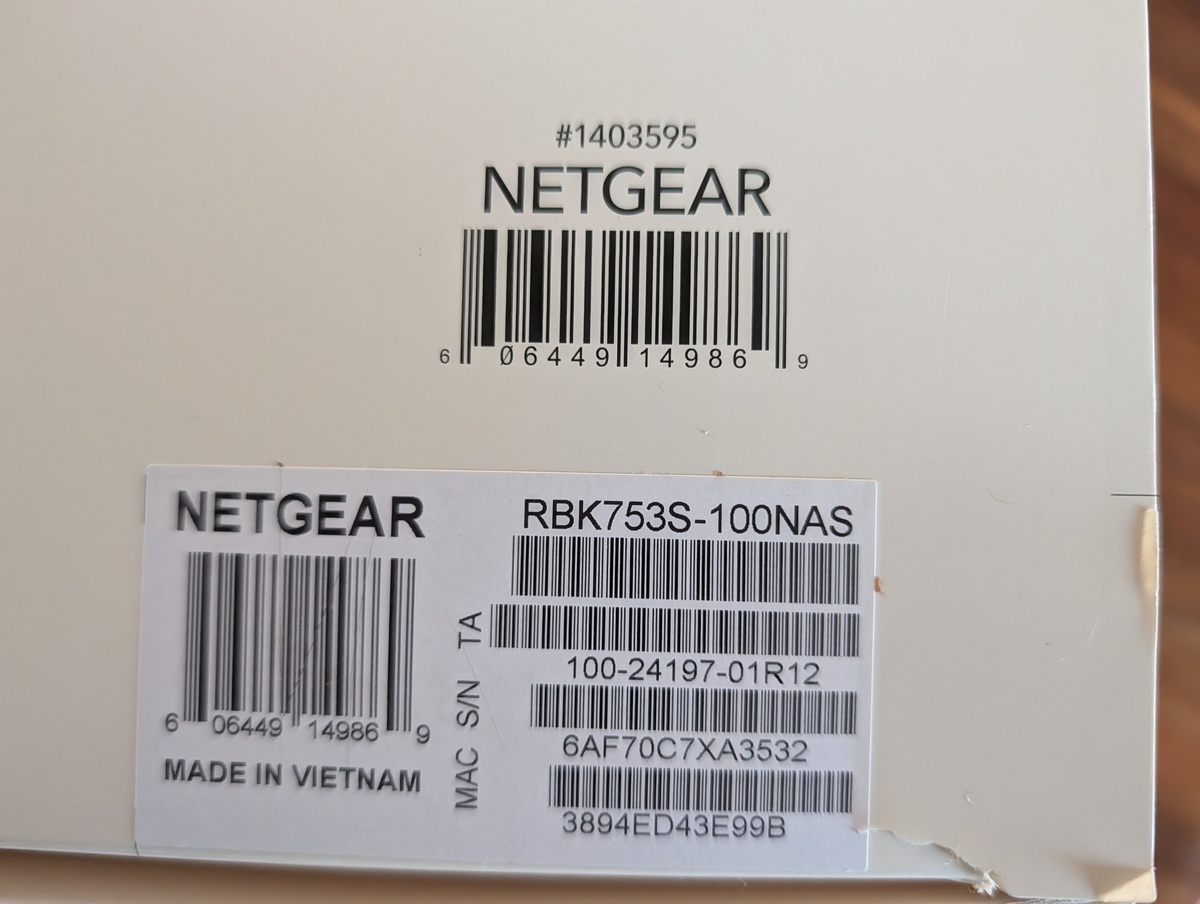 #1403595
NETGEAR
6 06449 14986 9
NETGEAR
6 06449 14986 9
MADE IN VIETNAM
RBK753S-100NAS
TA
100-24197-01R12
S/N
6AF70C7XA3532
MAC
3894ED43E99B